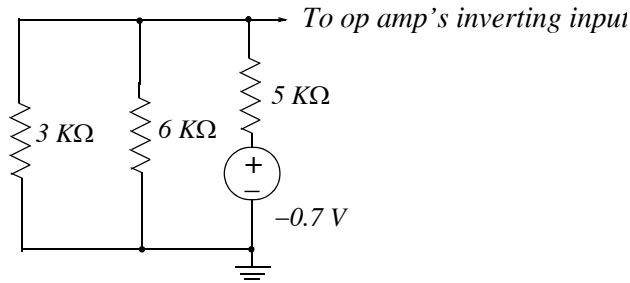 To op amp’s inverting input
5 KΩ
3 KΩ
6 KΩ
+
−
−0.7 V